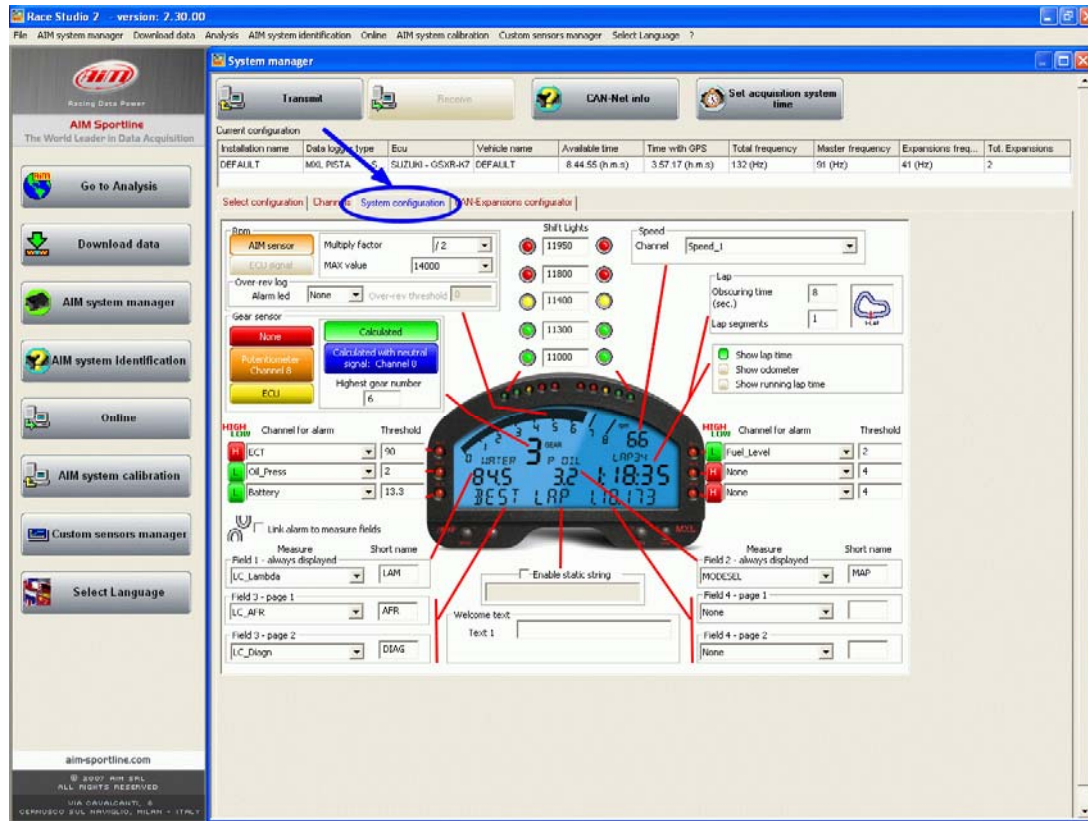 Race Studio 2 - version: 2.30.00
File AIM system manager Download data Analysis AIM system identification Online AIM system calibration Custom sensors manager Select Language ?
AIM
Racing Data Power
AIM Sportline
The World Leader in Data Acquisition
Go to Analysis
Download data
AIM system manager
AIM system identification
Online
AIM system calibration
Custom sensors manager
Select Language
aim-sportline.com
© 2007 AIM SRL
ALL RIGHTS RESERVED
VIA CAVALCANTI, 8
CERNUSCO SUL NAVIGLIO, MILAN - ITALY
System manager
Transmit Receive CAN-Net info Set acquisition system time
Current configuration
Installation name Data logger type Ecu Vehicle name Available time Time with GPS Total frequency Master frequency Expansions freq... Tot. Expansions
DEFAULT MXL PISTA S SUZUKI - GSXR-K7 DEFAULT 8.44.55 (h.m.s) 3.57.17 (h.m.s) 132 (Hz) 91 (Hz) 41 (Hz) 2
Select configuration Channels System configuration CAN-Expansions configurator
Rpm
AIM sensor Multiply factor / 2
ECU signal MAX value 14000
Over-rev log
Alarm led None Over-rev threshold 0
Gear sensor
None
Potentiometer Channel 8
ECU
Calculated
Calculated with neutral signal: Channel 0
Highest gear number
6
Shift Lights
11950
11800
11400
11300
11000
Speed
Channel Speed_1
Lap
Obscuring time (sec.) 8
Lap segments 1
1-LAP
Show lap time
Show odometer
Show running lap time
HIGH LOW Channel for alarm Threshold
H ECT 90
L Oil_Press 2
L Battery 13.3
HIGH LOW Channel for alarm Threshold
L Fuel_Level 2
H None 4
H None 4
0 1 2 3 4 5 6 7 8
3 GEAR 66
WATER P OIL LAP34
84.5 3.2 1:18:35
BEST LAP 1.18.173
MXL
Link alarm to measure fields
Measure Short name
Field 1 - always displayed
LC_Lambda LAM
Field 3 - page 1
LC_AFR AFR
Field 3 - page 2
LC_Diagn DIAG
Enable static string
Welcome text
Text 1
Measure Short name
Field 2 - always displayed
MODESEL MAP
Field 4 - page 1
None
Field 4 - page 2
None